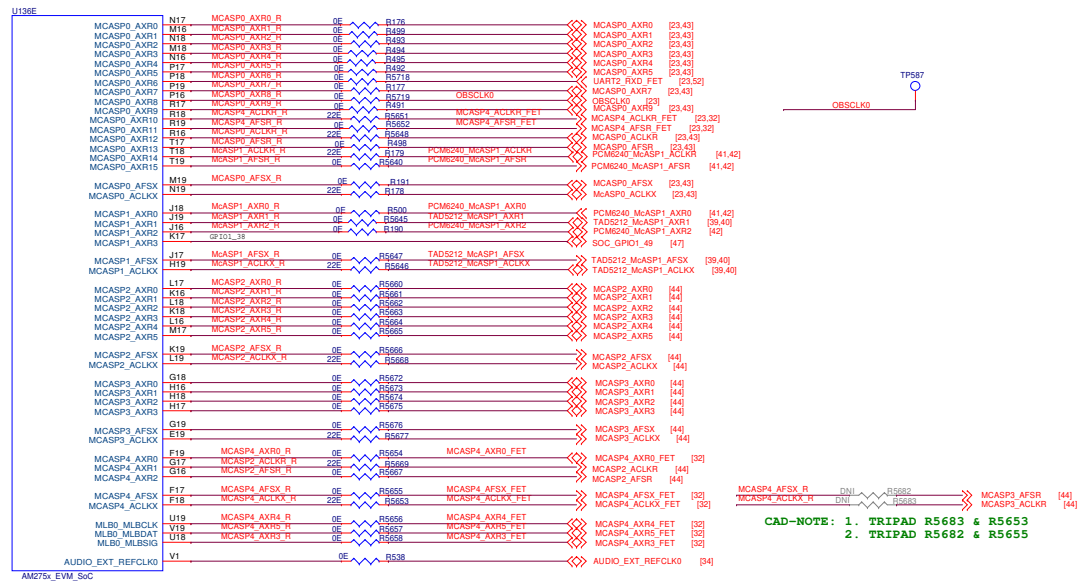 U136E
MCASP0_AXR0 N17 MCASP0_AXR0_R 0E R176 MCASP0_AXR0 [23,43]
MCASP0_AXR1 M16 MCASP0_AXR1_R 0E R499 MCASP0_AXR1 [23,43]
MCASP0_AXR2 N18 MCASP0_AXR2_R 0E R493 MCASP0_AXR2 [23,43]
MCASP0_AXR3 M18 MCASP0_AXR3_R 0E R494 MCASP0_AXR3 [23,43]
MCASP0_AXR4 N16 MCASP0_AXR4_R 0E R495 MCASP0_AXR4 [23,43]
MCASP0_AXR5 P17 MCASP0_AXR5_R 0E R492 MCASP0_AXR5 [23,43]
MCASP0_AXR6 P18 MCASP0_AXR6_R 0E R5718 UART2_RXD_FET [23,52]
MCASP0_AXR7 P19 MCASP0_AXR7_R 0E R177 MCASP0_AXR7 [23,43]
MCASP0_AXR8 P16 MCASP0_AXR8_R 0E R5719 OBSCLK0 OBSCLK0 [23]
MCASP0_AXR9 R17 MCASP0_AXR9_R 0E R491 MCASP0_AXR9 [23,43]
MCASP0_AXR10 R18 MCASP4_ACLKR_R 22E R5651 MCASP4_ACLKR_FET MCASP4_ACLKR_FET [23,32]
MCASP0_AXR11 R19 MCASP4_AFSR_R 0E R5652 MCASP4_AFSR_FET MCASP4_AFSR_FET [23,32]
MCASP0_AXR12 R16 MCASP0_ACLKR_R 22E R5648 MCASP0_ACLKR [23,43]
MCASP0_AXR13 T17 MCASP0_AFSR_R 0E R498 MCASP0_AFSR [23,43]
MCASP0_AXR14 T18 McASP1_ACLKR_R 22E R179 PCM6240_McASP1_ACLKR PCM6240_McASP1_ACLKR [41,42]
MCASP0_AXR15 T19 McASP1_AFSR_R 0E R5640 PCM6240_McASP1_AFSR PCM6240_McASP1_AFSR [41,42]
MCASP0_AFSX M19 MCASP0_AFSX_R 0E R191 MCASP0_AFSX [23,43]
MCASP0_ACLKX N19 22E R178 McASP0_ACLKX [23,43]
MCASP1_AXR0 J18 McASP1_AXR0_R 0E R500 PCM6240_McASP1_AXR0 PCM6240_McASP1_AXR0 [41,42]
MCASP1_AXR1 J19 McASP1_AXR1_R 0E R5645 TAD5212_McASP1_AXR1 TAD5212_McASP1_AXR1 [39,40]
MCASP1_AXR2 J16 McASP1_AXR2_R 0E R190 PCM6240_McASP1_AXR2 PCM6240_McASP1_AXR2 [42]
MCASP1_AXR3 K17 GPIO1_38 SOC_GPIO1_49 [47]
MCASP1_AFSX J17 McASP1_AFSX_R 0E R5647 TAD5212_McASP1_AFSX TAD5212_McASP1_AFSX [39,40]
MCASP1_ACLKX H19 McASP1_ACLKX_R 22E R5646 TAD5212_McASP1_ACLKX TAD5212_McASP1_ACLKX [39,40]
MCASP2_AXR0 L17 MCASP2_AXR0_R 0E R5660 MCASP2_AXR0 [44]
MCASP2_AXR1 K16 MCASP2_AXR1_R 0E R5661 MCASP2_AXR1 [44]
MCASP2_AXR2 L18 MCASP2_AXR2_R 0E R5662 MCASP2_AXR2 [44]
MCASP2_AXR3 K18 MCASP2_AXR3_R 0E R5663 MCASP2_AXR3 [44]
MCASP2_AXR4 L16 MCASP2_AXR4_R 0E R5664 MCASP2_AXR4 [44]
MCASP2_AXR5 M17 MCASP2_AXR5_R 0E R5665 MCASP2_AXR5 [44]
MCASP2_AFSX K19 MCASP2_AFSX_R 0E R5666 MCASP2_AFSX [44]
MCASP2_ACLKX L19 MCASP2_ACLKX_R 22E R5668 MCASP2_ACLKX [44]
MCASP3_AXR0 G18 0E R5672 MCASP3_AXR0 [44]
MCASP3_AXR1 H16 0E R5673 MCASP3_AXR1 [44]
MCASP3_AXR2 H18 0E R5674 MCASP3_AXR2 [44]
MCASP3_AXR3 H17 0E R5675 MCASP3_AXR3 [44]
MCASP3_AFSX G19 0E R5676 MCASP3_AFSX [44]
MCASP3_ACLKX E19 22E R5677 MCASP3_ACLKX [44]
MCASP4_AXR0 F19 MCASP4_AXR0_R 0E R5654 MCASP4_AXR0_FET MCASP4_AXR0_FET [32]
MCASP4_AXR1 G17 MCASP2_ACLKR_R 22E R5669 MCASP2_ACLKR [44]
MCASP4_AXR2 G16 MCASP2_AFSR_R 0E R5667 MCASP2_AFSR [44]
MCASP4_AFSX F17 MCASP4_AFSX_R 0E R5655 MCASP4_AFSX_FET MCASP4_AFSX_FET [32]
MCASP4_ACLKX F18 MCASP4_ACLKX_R 22E R5653 MCASP4_ACLKX_FET MCASP4_ACLKX_FET [32]
MLB0_MLBCLK U19 MCASP4_AXR4_R 0E R5656 MCASP4_AXR4_FET MCASP4_AXR4_FET [32]
MLB0_MLBDAT V19 MCASP4_AXR5_R 0E R5657 MCASP4_AXR5_FET MCASP4_AXR5_FET [32]
MLB0_MLBSIG U18 MCASP4_AXR3_R 0E R5658 MCASP4_AXR3_FET MCASP4_AXR3_FET [32]
AUDIO_EXT_REFCLK0 V1 0E R538 AUDIO_EXT_REFCLK0 [34]
AM275x_EVM_SoC
TP587
OBSCLK0
MCASP4_AFSX_R DNI R5682 MCASP3_AFSR [44]
MCASP4_ACLKX_R DNI R5683 MCASP3_ACLKR [44]
CAD-NOTE: 1. TRIPAD R5683 & R5653
2. TRIPAD R5682 & R5655